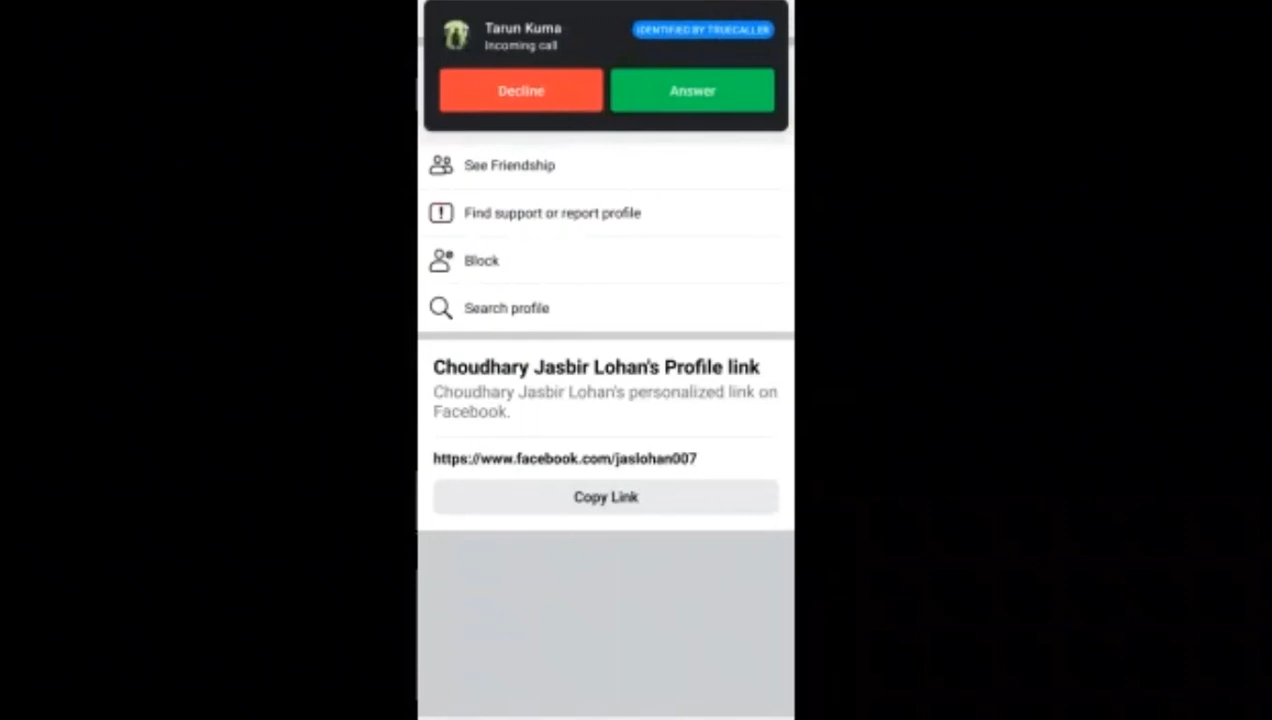 Tarun Kuma
IDENTIFIED BY TRUECALLER
Incoming call
Decline
Answer
See Friendship
Find support or report profile
Block
Search profile
Choudhary Jasbir Lohan's Profile link
Choudhary Jasbir Lohan's personalized link on
Facebook.
https://www.facebook.com/jaslohan007
Copy Link